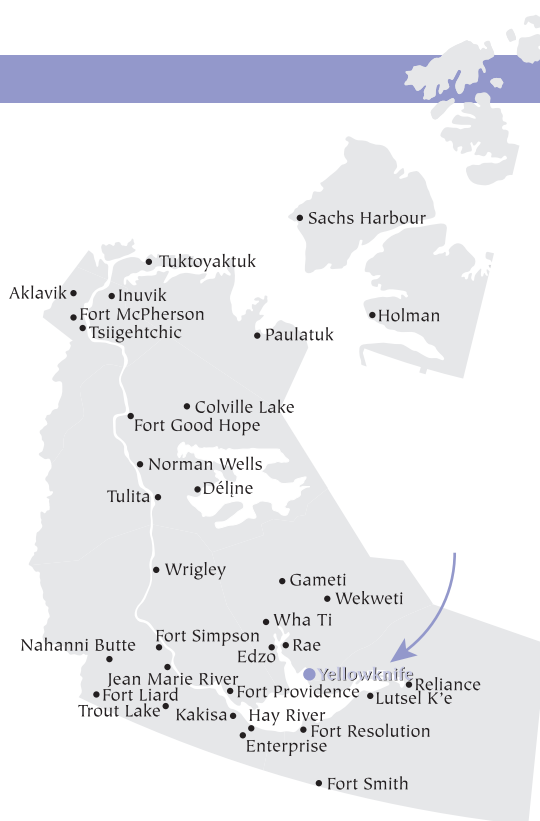 Sachs Harbour
Tuktoyaktuk
Aklavik
Inuvik
Fort McPherson
Holman
Tsiigehtchic
Paulatuk
Colville Lake
Fort Good Hope
Norman Wells
Délįne
Tulita
Wrigley
Gameti
Wekweti
Wha Ti
Fort Simpson
Nahanni Butte
Rae
Edzo
Yellowknife
Jean Marie River
Reliance
Fort Providence
Fort Liard
Lutsel K'e
Trout Lake
Kakisa
Hay River
Fort Resolution
Enterprise
Fort Smith